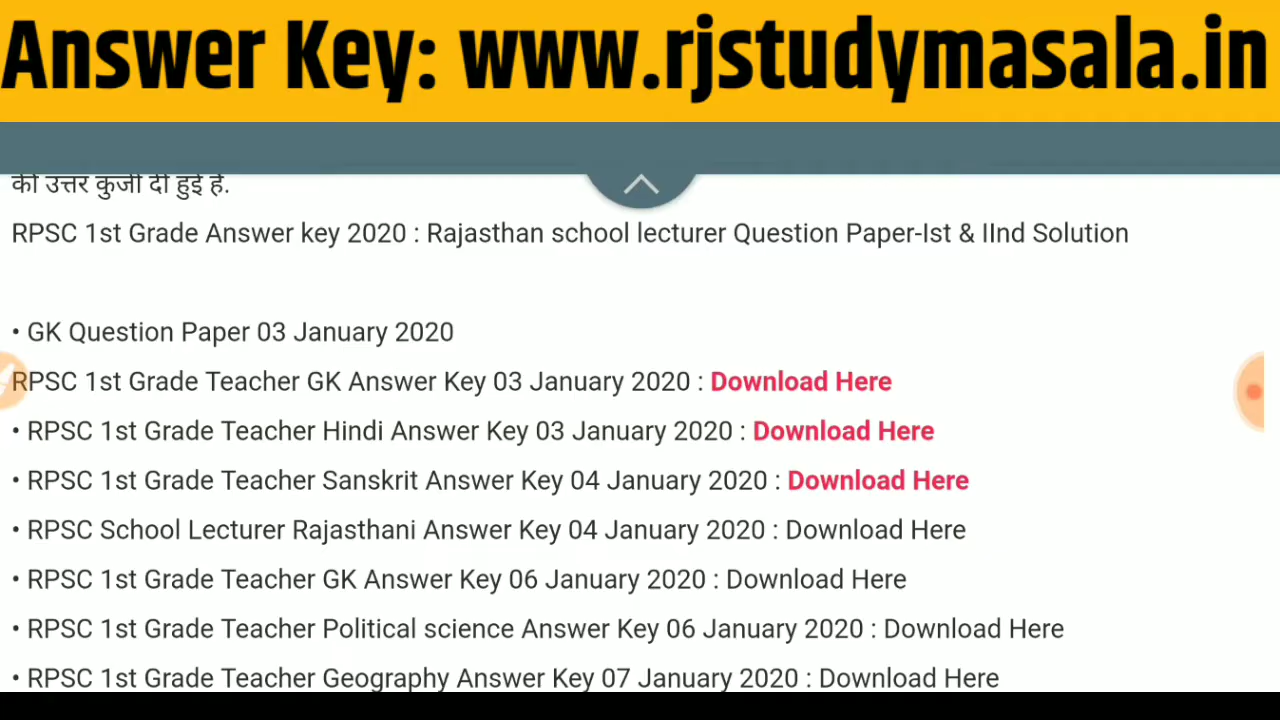 Answer Key: www.rjstudymasala.in
की उत्तर कुंजी दी हुई है.
RPSC 1st Grade Answer key 2020 : Rajasthan school lecturer Question Paper-Ist & IInd Solution
• GK Question Paper 03 January 2020
RPSC 1st Grade Teacher GK Answer Key 03 January 2020 : Download Here
• RPSC 1st Grade Teacher Hindi Answer Key 03 January 2020 : Download Here
• RPSC 1st Grade Teacher Sanskrit Answer Key 04 January 2020 : Download Here
• RPSC School Lecturer Rajasthani Answer Key 04 January 2020 : Download Here
• RPSC 1st Grade Teacher GK Answer Key 06 January 2020 : Download Here
• RPSC 1st Grade Teacher Political science Answer Key 06 January 2020 : Download Here
• RPSC 1st Grade Teacher Geography Answer Key 07 January 2020 : Download Here